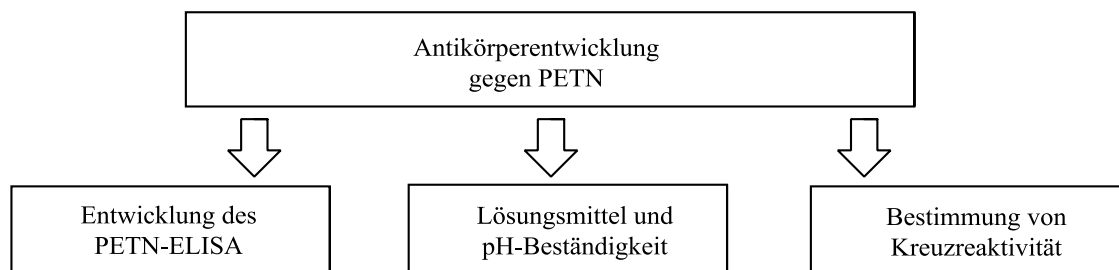 Antikörperentwicklung
gegen PETN
Entwicklung des
PETN-ELISA
Lösungsmittel und
pH-Beständigkeit
Bestimmung von
Kreuzreaktivität